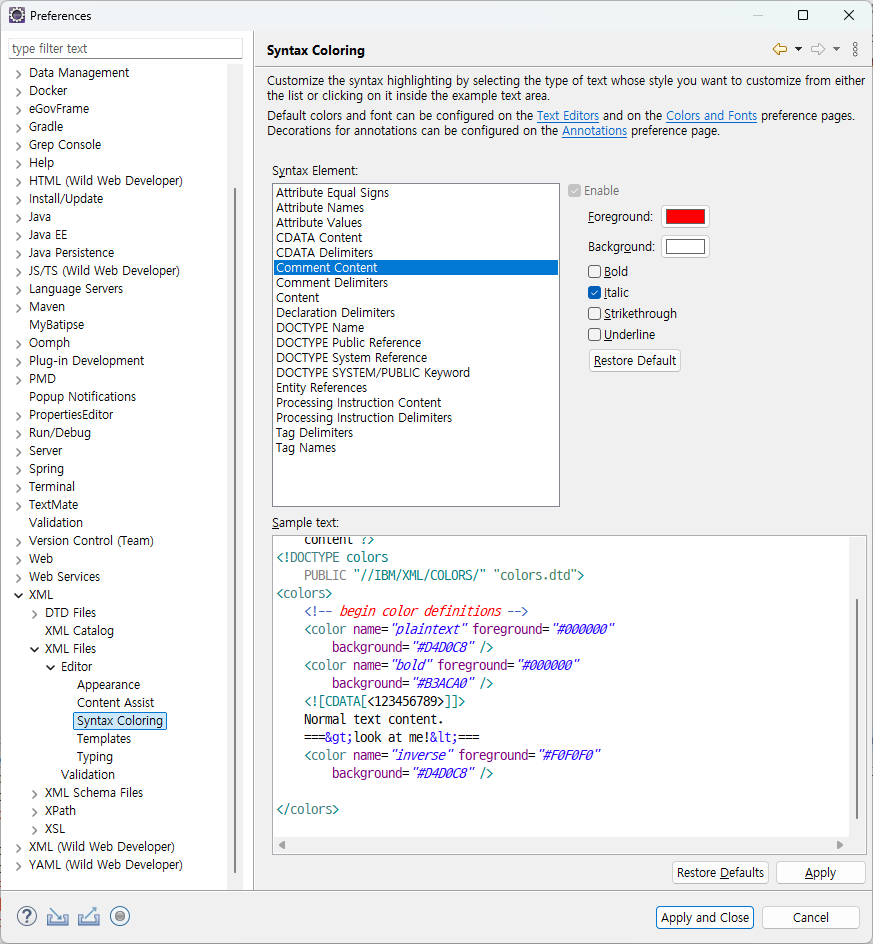 Preferences
type filter text
Data Management
Docker
eGovFrame
Gradle
Grep Console
Help
HTML (Wild Web Developer)
Install/Update
Java
Java EE
Java Persistence
JS/TS (Wild Web Developer)
Language Servers
Maven
MyBatipse
Oomph
Plug-in Development
PMD
Popup Notifications
PropertiesEditor
Run/Debug
Server
Spring
Terminal
TextMate
Validation
Version Control (Team)
Web
Web Services
XML
DTD Files
XML Catalog
XML Files
Editor
Appearance
Content Assist
Syntax Coloring
Templates
Typing
Validation
XML Schema Files
XPath
XSL
XML (Wild Web Developer)
YAML (Wild Web Developer)
Syntax Coloring
Customize the syntax highlighting by selecting the type of text whose style you want to customize from either
the list or clicking on it inside the example text area.
Default colors and font can be configured on the Text Editors and on the Colors and Fonts preference pages.
Decorations for annotations can be configured on the Annotations preference page.
Syntax Element:
Attribute Equal Signs
Attribute Names
Attribute Values
CDATA Content
CDATA Delimiters
Comment Content
Comment Delimiters
Content
Declaration Delimiters
DOCTYPE Name
DOCTYPE Public Reference
DOCTYPE System Reference
DOCTYPE SYSTEM/PUBLIC Keyword
Entity References
Processing Instruction Content
Processing Instruction Delimiters
Tag Delimiters
Tag Names
Enable
Foreground:
Background:
Bold
Italic
Strikethrough
Underline
Restore Default
Sample text:
content ?>
<!DOCTYPE colors
PUBLIC "//IBM/XML/COLORS/" "colors.dtd">
<colors>
<!-- begin color definitions -->
<color name="plaintext" foreground="#000000"
background="#D4D0C8" />
<color name="bold" foreground="#000000"
background="#B3ACA0" />
<![CDATA[<123456789>]]>
Normal text content.
===&gt;look at me!&lt;===
<color name="inverse" foreground="#F0F0F0"
background="#D4D0C8" />
</colors>
Restore Defaults
Apply
?
Apply and Close
Cancel